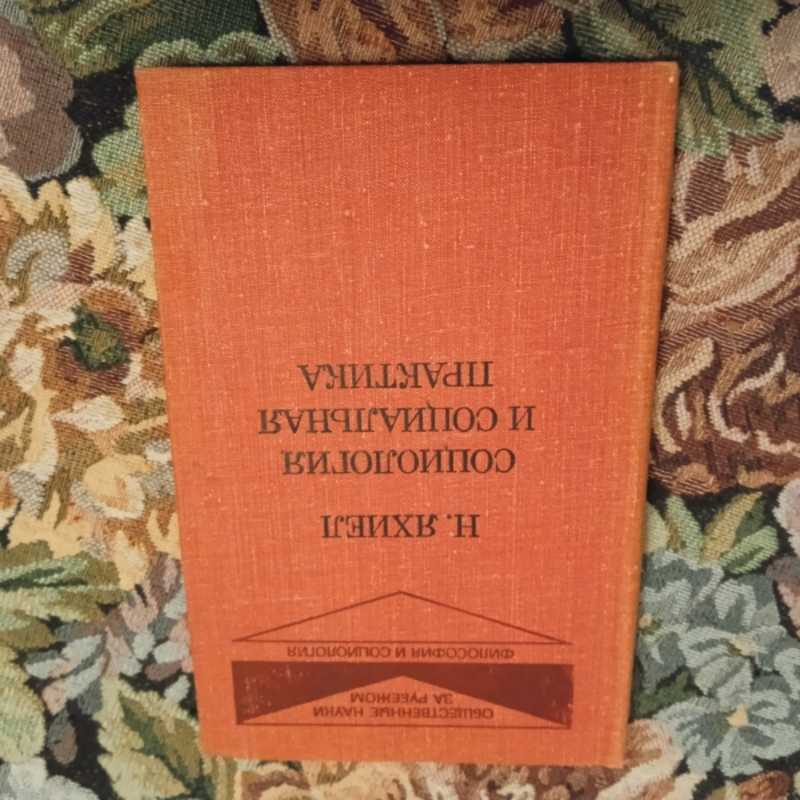 ОБЩЕСТВЕННЫЕ НАУКИ
ЗА РУБЕЖОМ
ФИЛОСОФИЯ И СОЦИОЛОГИЯ
Н. ЯХИЕЛ
СОЦИОЛОГИЯ
И СОЦИАЛЬНАЯ
ПРАКТИКА